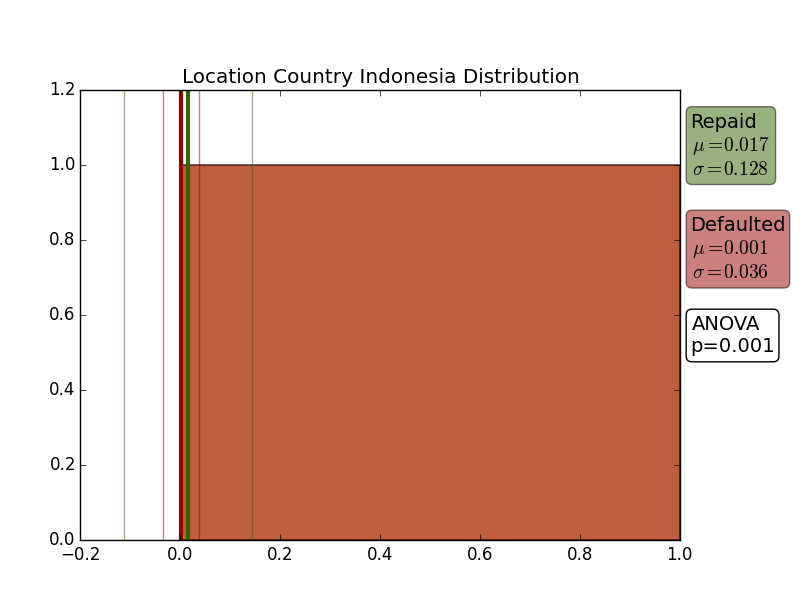 Location Country Indonesia Distribution
1.2
1.0
0.8
0.6
0.4
0.2
0.0
−0.2 0.0 0.2 0.4 0.6 0.8 1.0
Repaid
μ=0.017
σ=0.128
Defaulted
μ=0.001
σ=0.036
ANOVA
p=0.001